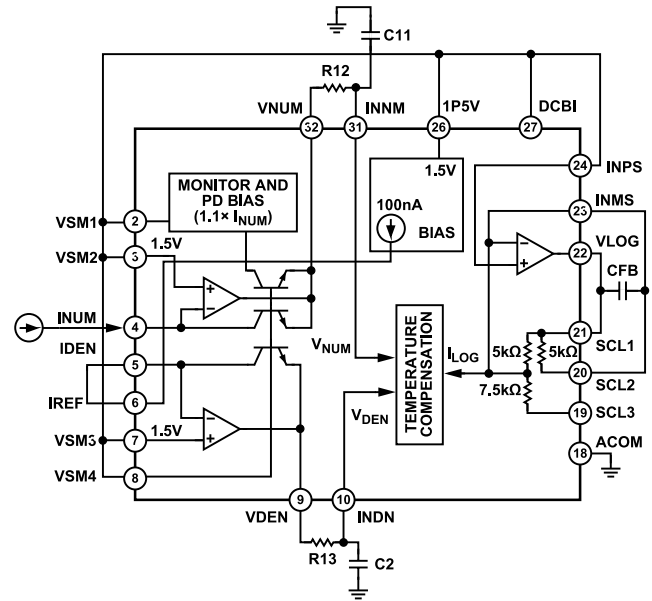 C11
R12
VNUM
INNM
1P5V
DCBI
32
31
26
27
24
INPS
MONITOR AND
PD BIAS
(1.1× INUM)
1.5V
100nA
BIAS
23
INMS
VSM1
2
VLOG
22
VSM2
3
1.5V
CFB
INUM
4
VNUM
ILOG
21
SCL1
5kΩ
5kΩ
IDEN
5
TEMPERATURE
COMPENSATION
20
SCL2
IREF
6
7.5kΩ
19
SCL3
VDEN
VSM3
7
1.5V
18
ACOM
VSM4
8
9
10
VDEN
INDN
R13
C2